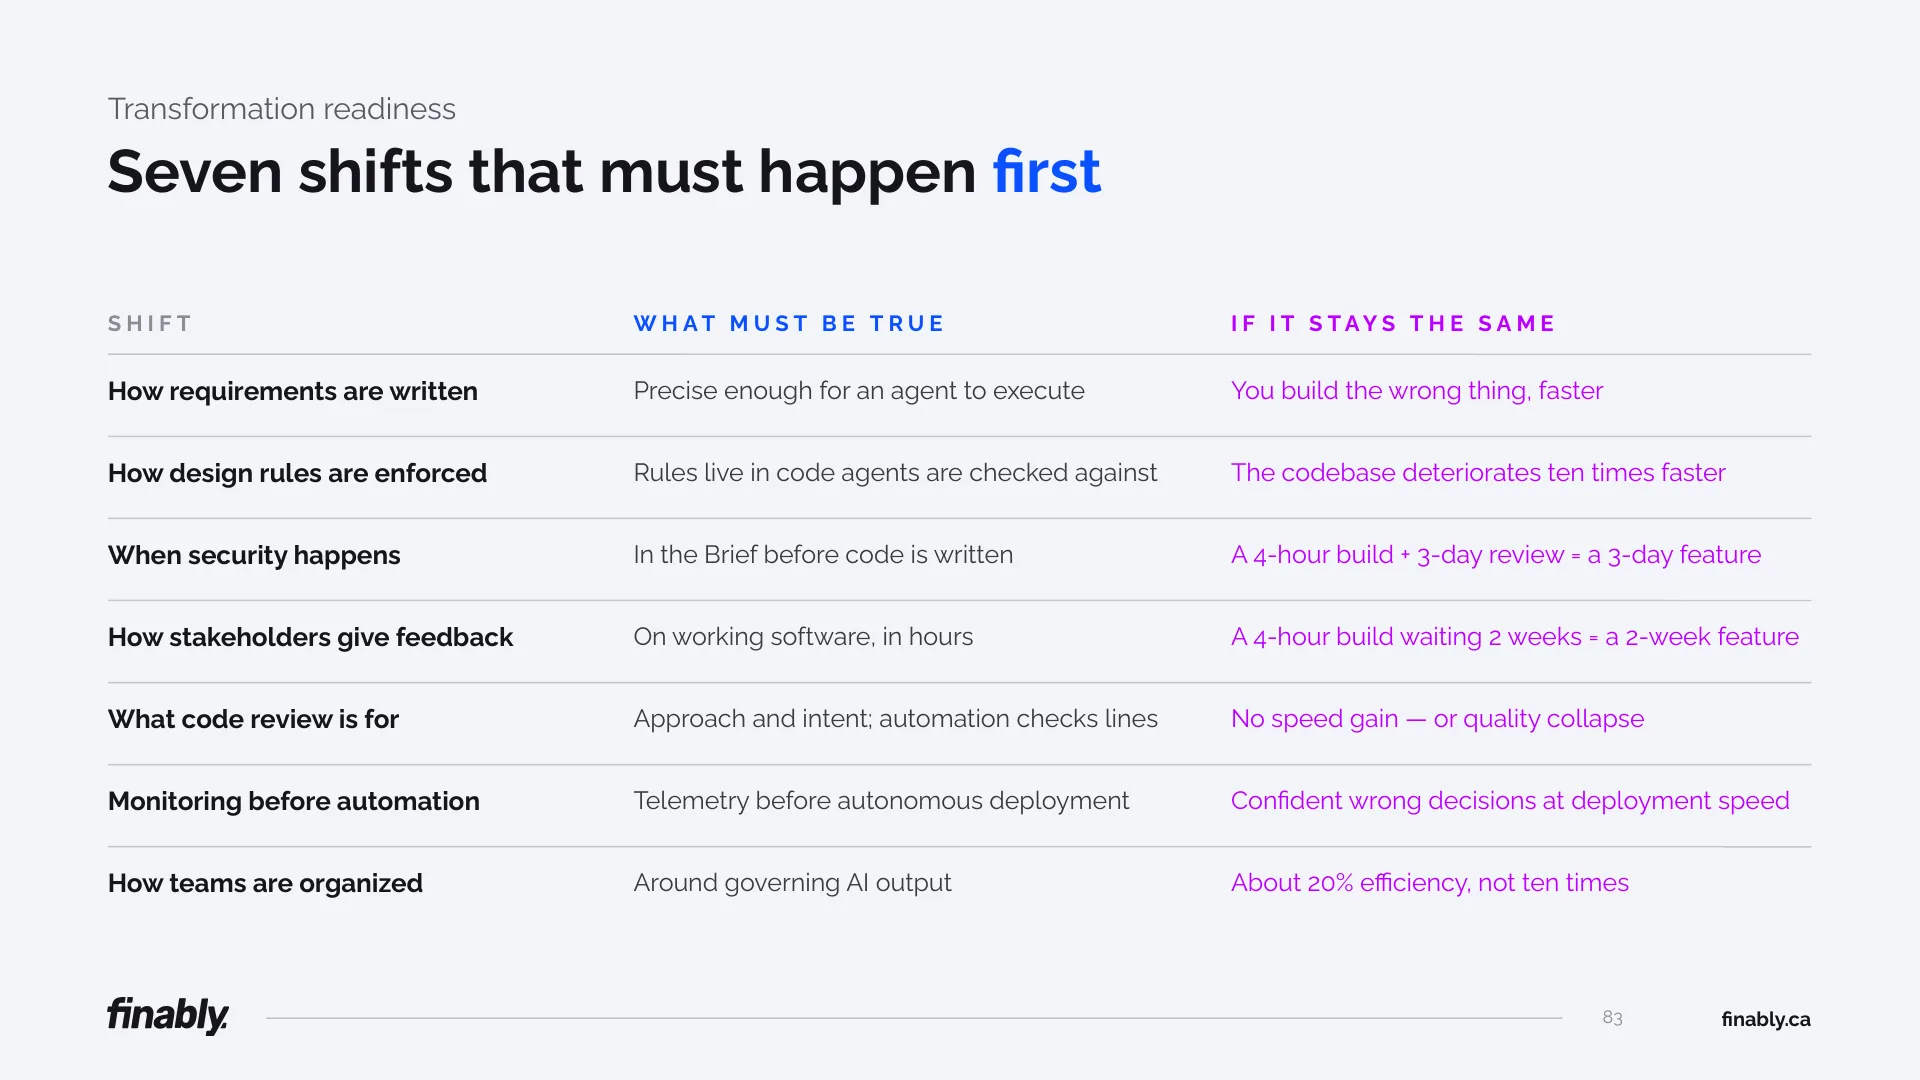 Transformation readiness
Seven shifts that must happen first
SHIFT WHAT MUST BE TRUE IF IT STAYS THE SAME
How requirements are written Precise enough for an agent to execute You build the wrong thing, faster
How design rules are enforced Rules live in code agents are checked against The codebase deteriorates ten times faster
When security happens In the Brief before code is written A 4-hour build + 3-day review = a 3-day feature
How stakeholders give feedback On working software, in hours A 4-hour build waiting 2 weeks = a 2-week feature
What code review is for Approach and intent; automation checks lines No speed gain — or quality collapse
Monitoring before automation Telemetry before autonomous deployment Confident wrong decisions at deployment speed
How teams are organized Around governing AI output About 20% efficiency, not ten times
finably. 83 finably.ca